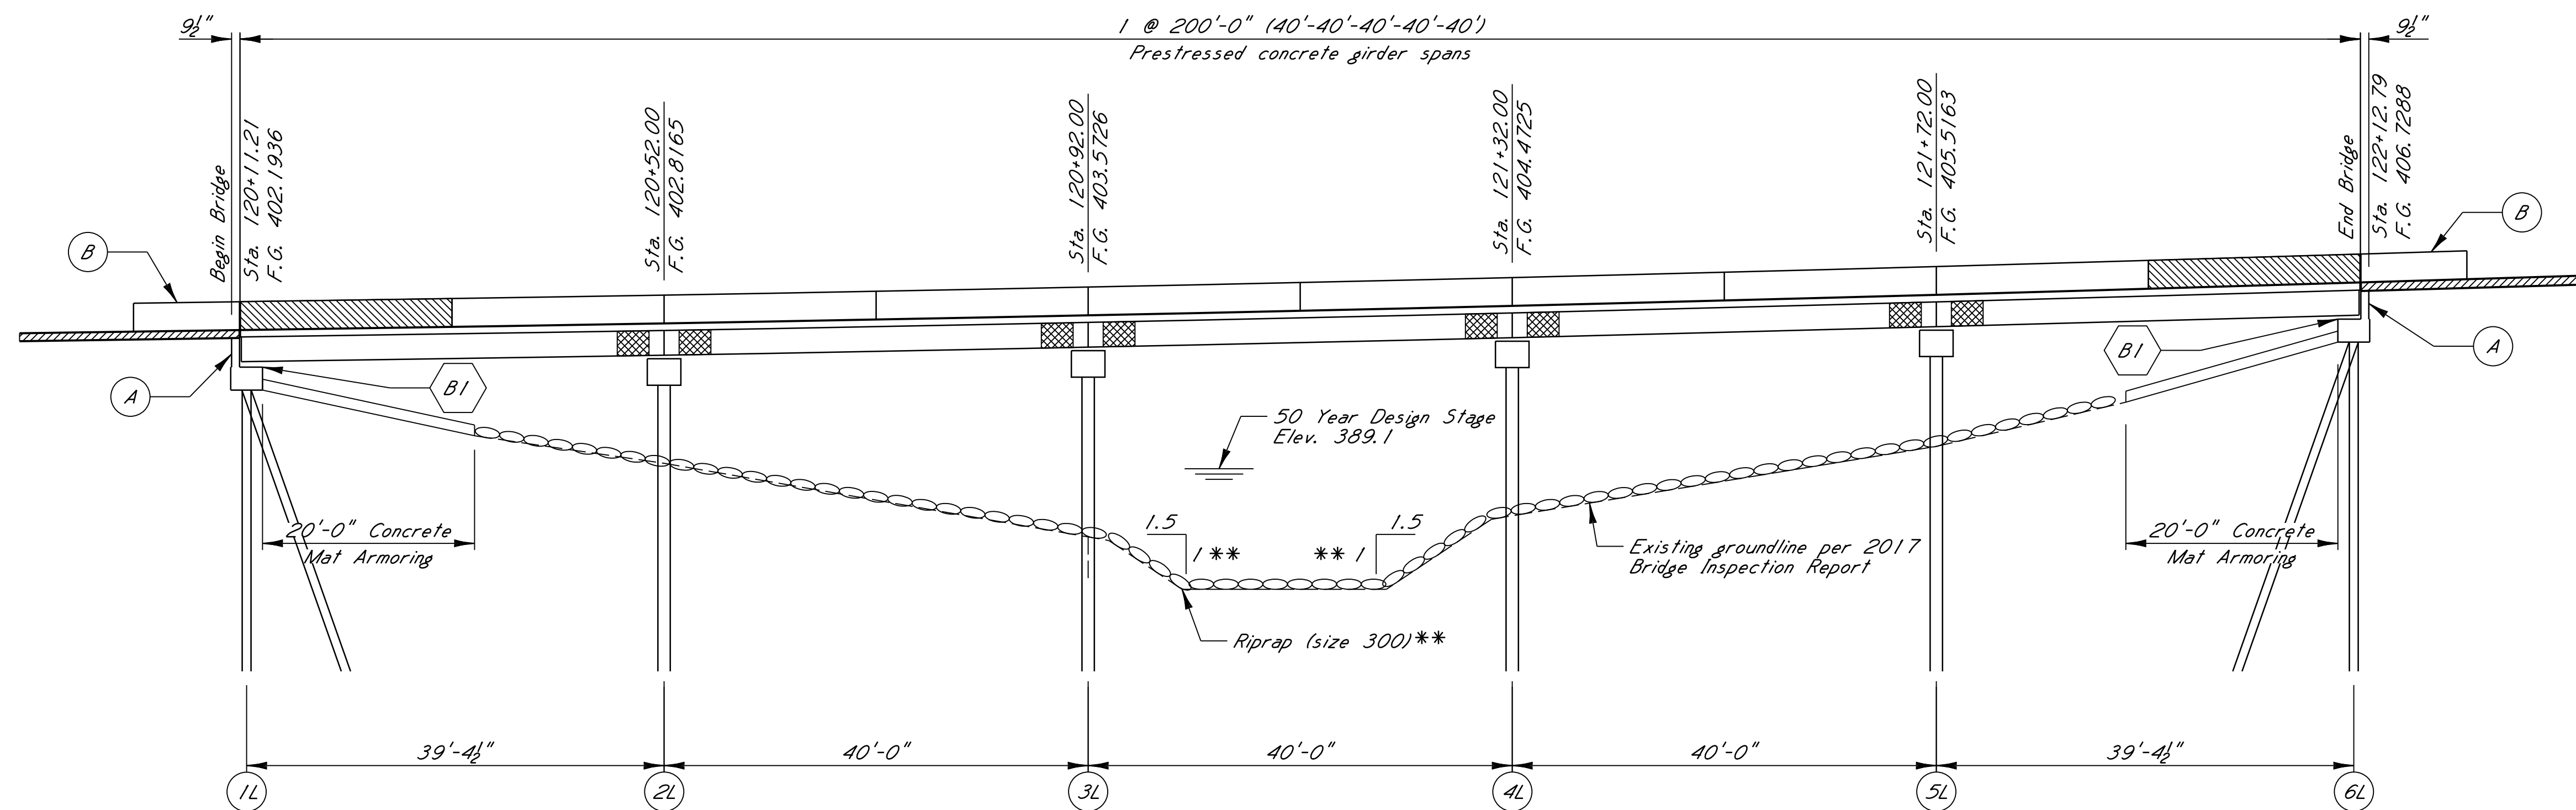 9½"
1 @ 200'-0" (40'-40'-40'-40'-40')
9½"
Prestressed concrete girder spans
Begin Bridge
Sta. 120+11.21
F.G. 402.1936
Sta. 120+52.00
F.G. 402.8165
Sta. 120+92.00
F.G. 403.5726
Sta. 121+32.00
F.G. 404.4725
Sta. 121+72.00
F.G. 405.5163
End Bridge
Sta. 122+12.79
F.G. 406.7288
B
B
A
A
B1
B1
50 Year Design Stage
Elev. 389.1
20'-0" Concrete
Mat Armoring
1.5
1 **
1.5
** 1
Existing groundline per 2017
Bridge Inspection Report
20'-0" Concrete
Mat Armoring
Riprap (size 300)**
39'-4½"
40'-0"
40'-0"
40'-0"
39'-4½"
1L
2L
3L
4L
5L
6L